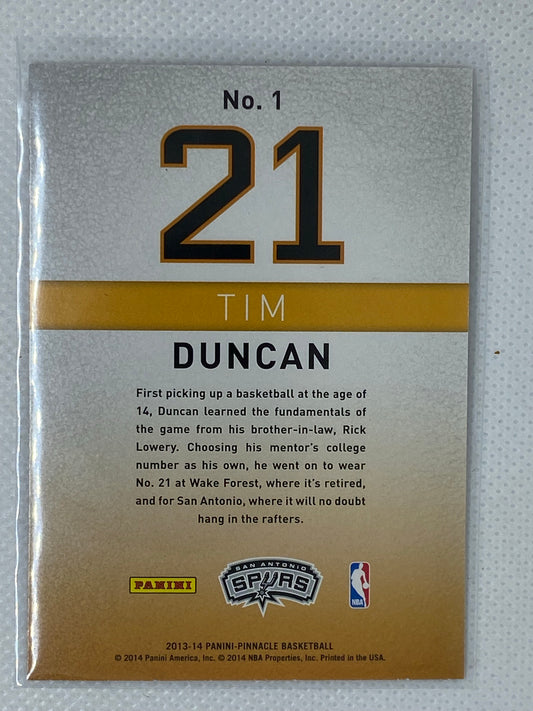 No. 1
21
TIM
DUNCAN
First picking up a basketball at the age of
14, Duncan learned the fundamentals of
the game from his brother-in-law, Rick
Lowery. Choosing his mentor's college
number as his own, he went on to wear
No. 21 at Wake Forest, where it's retired,
and for San Antonio, where it will no doubt
hang in the rafters.
PANINI
SAN ANTONIO
SPURS
NBA
2013-14 PANINI-PINNACLE BASKETBALL
© 2014 Panini America, Inc. © 2014 NBA Properties, Inc. Printed in the USA.